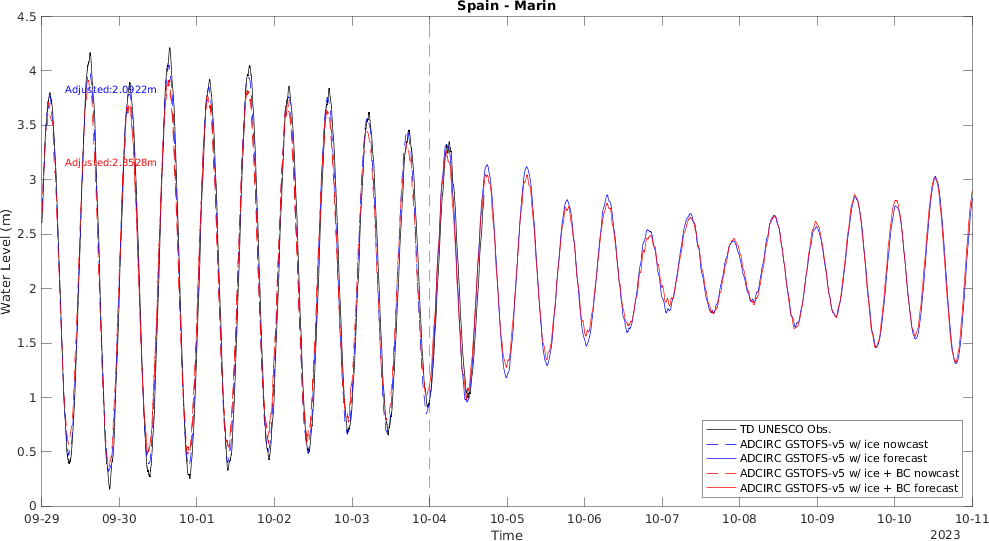 Spain - Marin
4.5
4
3.5
3
2.5
2
1.5
1
0.5
0
Water Level (m)
Adjusted:2.0922m
TD UNESCO Obs.
ADCIRC GSTOFS-v5 w/ ice nowcast
ADCIRC GSTOFS-v5 w/ ice forecast
ADCIRC GSTOFS-v5 w/ ice + BC nowcast
ADCIRC GSTOFS-v5 w/ ice + BC forecast
09-29 09-30 10-01 10-02 10-03 10-04 10-05 10-06 10-07 10-08 10-09 10-10 10-11
Time
2023